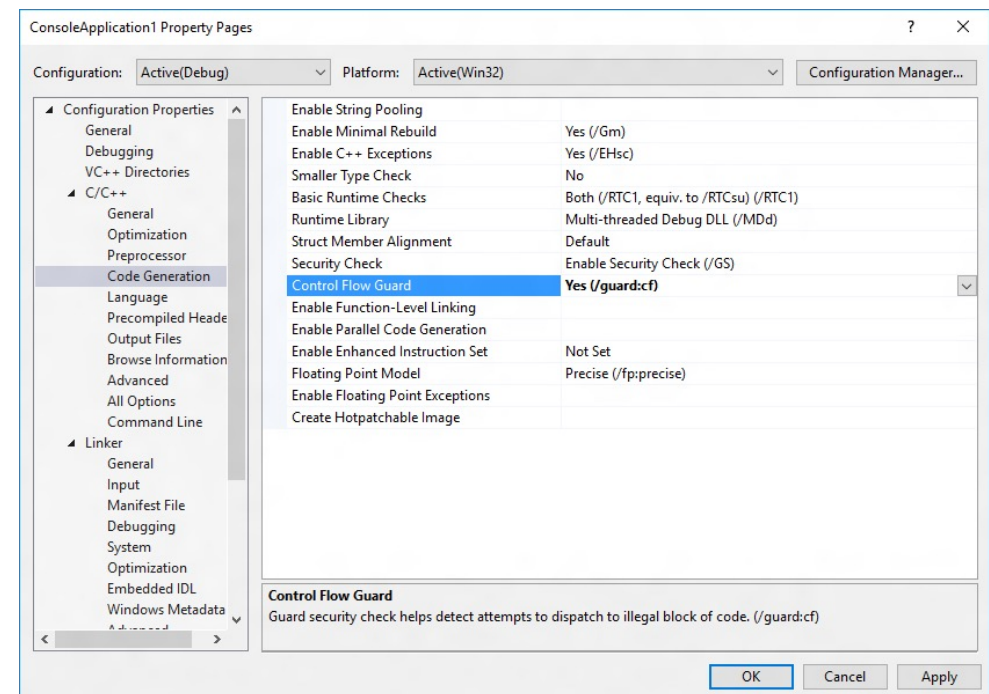 ConsoleApplication1 Property Pages
?
Configuration: Active(Debug) Platform: Active(Win32) Configuration Manager...
Configuration Properties
General
Debugging
VC++ Directories
C/C++
General
Optimization
Preprocessor
Code Generation
Language
Precompiled Heade
Output Files
Browse Information
Advanced
All Options
Command Line
Linker
General
Input
Manifest File
Debugging
System
Optimization
Embedded IDL
Windows Metadata
Enable String Pooling
Enable Minimal Rebuild Yes (/Gm)
Enable C++ Exceptions Yes (/EHsc)
Smaller Type Check No
Basic Runtime Checks Both (/RTC1, equiv. to /RTCsu) (/RTC1)
Runtime Library Multi-threaded Debug DLL (/MDd)
Struct Member Alignment Default
Security Check Enable Security Check (/GS)
Control Flow Guard Yes (/guard:cf)
Enable Function-Level Linking
Enable Parallel Code Generation
Enable Enhanced Instruction Set Not Set
Floating Point Model Precise (/fp:precise)
Enable Floating Point Exceptions
Create Hotpatchable Image
Control Flow Guard
Guard security check helps detect attempts to dispatch to illegal block of code. (/guard:cf)
OK Cancel Apply